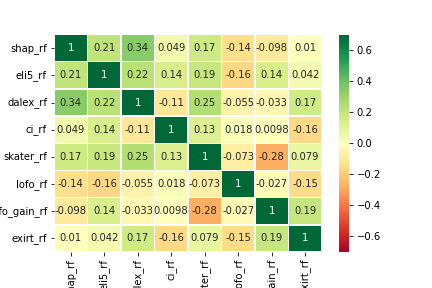 shap_rf 1 0.21 0.34 0.049 0.17 -0.14 -0.098 0.01
eli5_rf 0.21 1 0.22 0.14 0.19 -0.16 0.14 0.042
dalex_rf 0.34 0.22 1 -0.11 0.25 -0.055 -0.033 0.17
ci_rf 0.049 0.14 -0.11 1 0.13 0.018 0.0098 -0.16
skater_rf 0.17 0.19 0.25 0.13 1 -0.073 -0.28 0.079
lofo_rf -0.14 -0.16 -0.055 0.018 -0.073 1 -0.027 -0.15
fo_gain_rf -0.098 0.14 -0.033 0.0098 -0.28 -0.027 1 0.19
exirt_rf 0.01 0.042 0.17 -0.16 0.079 -0.15 0.19 1
ap_rf
li5_rf
lex_rf
ci_rf
ter_rf
ofo_rf
ain_rf
xirt_rf
0.6
0.4
0.2
0.0
−0.2
−0.4
−0.6